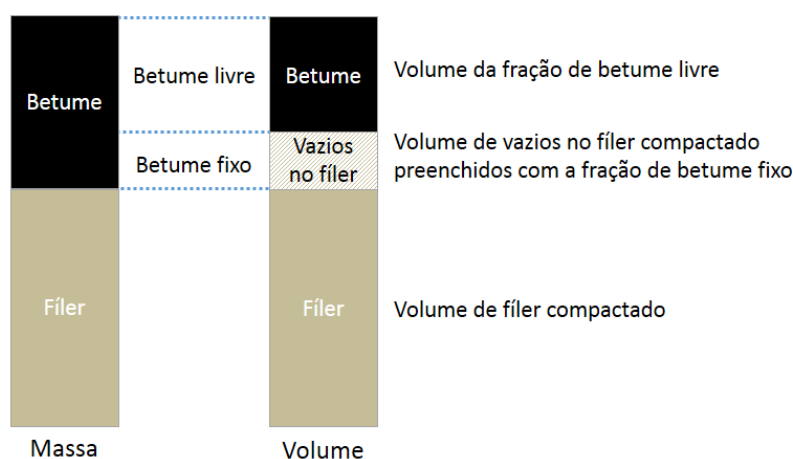 Betume livre
Betume
Betume
Volume da fração de betume livre
Betume fixo
Vazios
no fíler
Volume de vazios no fíler compactado
preenchidos com a fração de betume fixo
Fíler
Fíler
Volume de fíler compactado
Massa
Volume